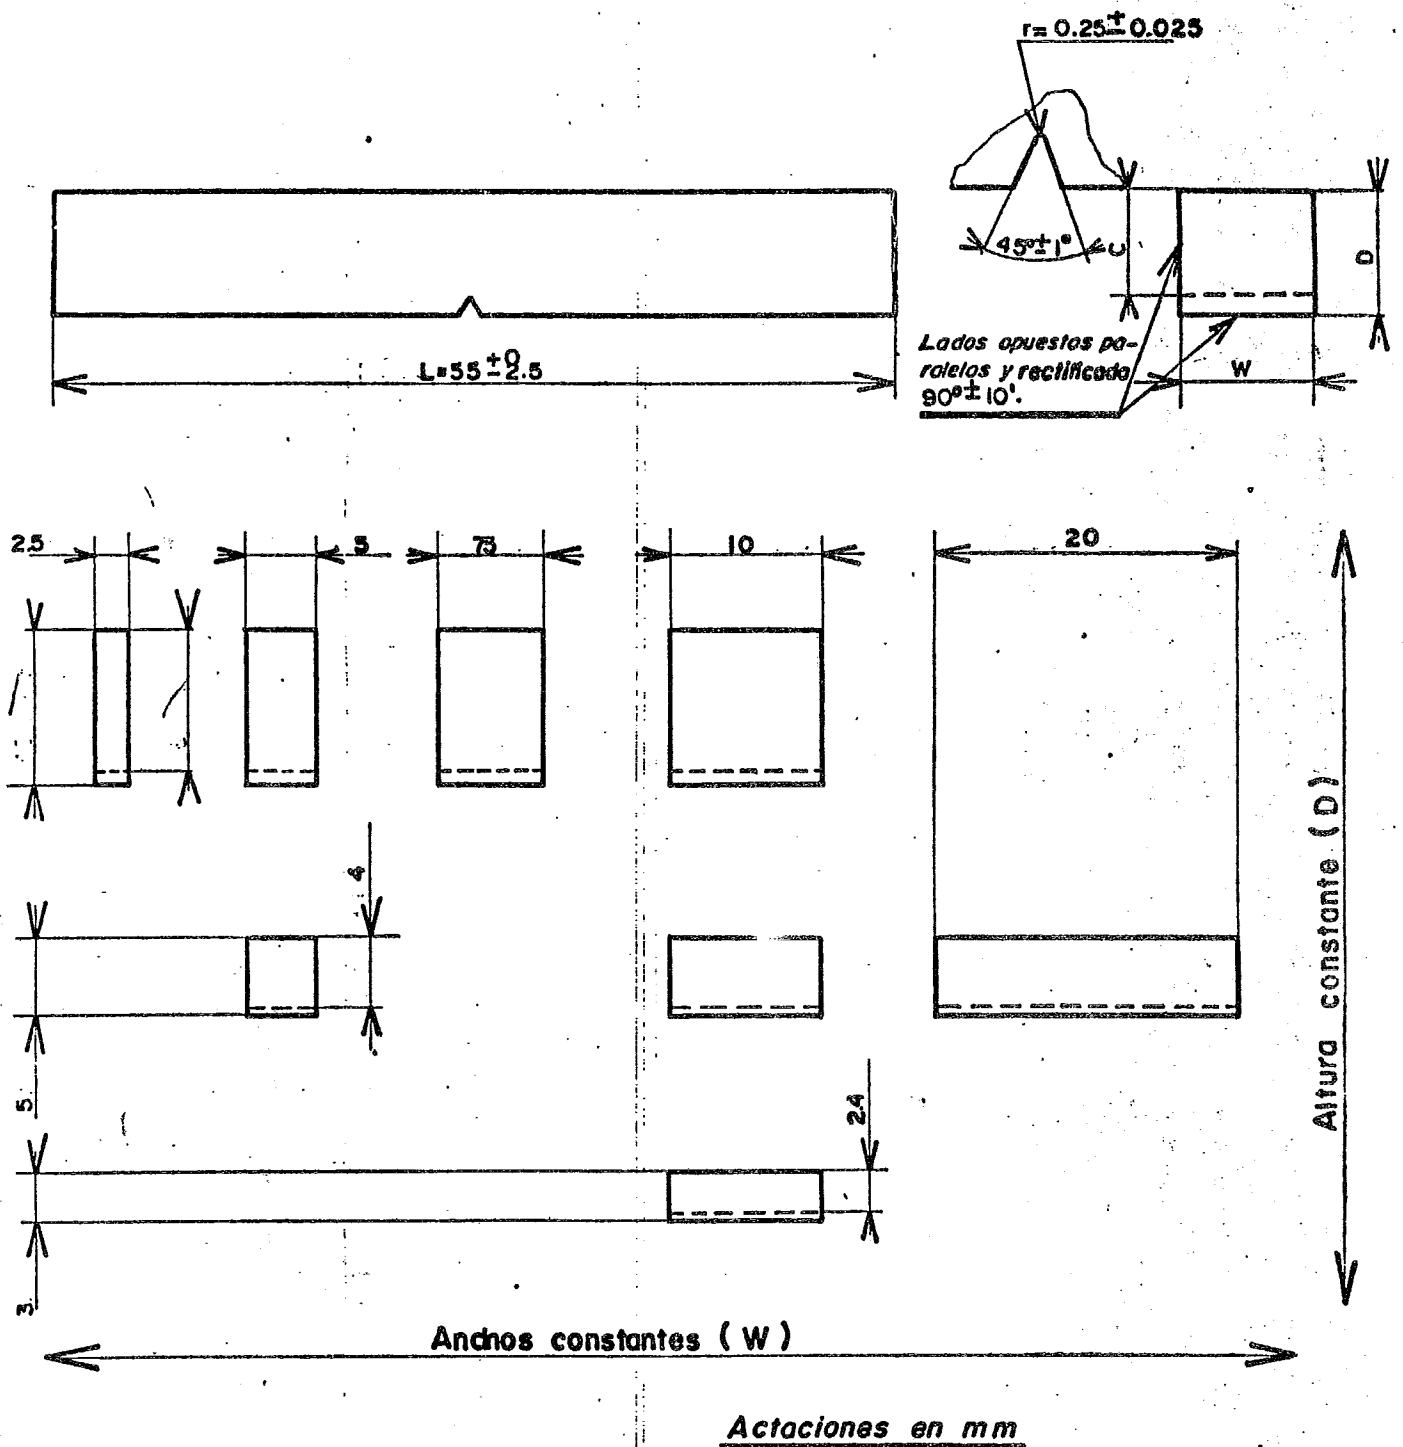 r= 0.25± 0.025
45°± 1°
C
D
L=55 +0 -2.5
Lados opuestos pa-
ralelos y rectificado
90°± 10'.
W
2.5
5
7.5
10
20
4
5
2.4
3
Altura constante (D)
Anchos constantes (W)
Actaciones en mm